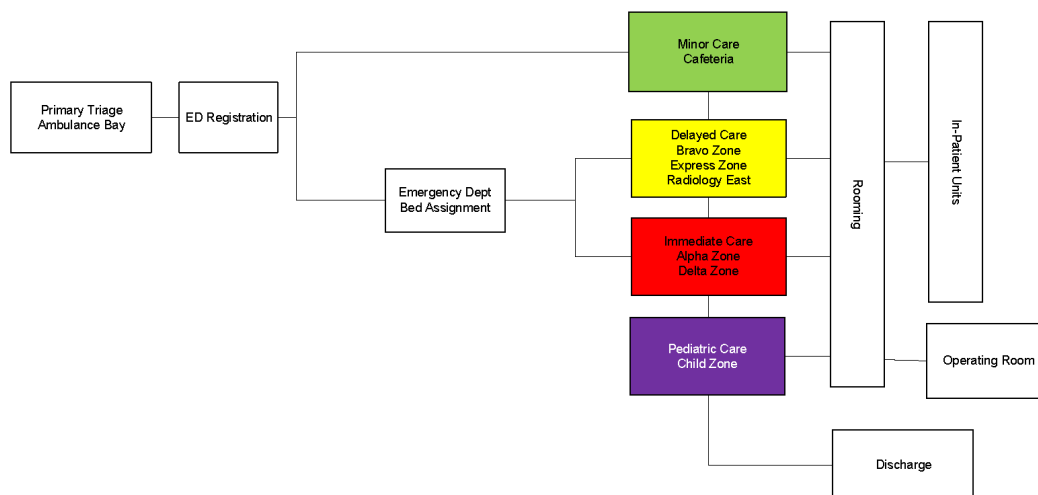 Primary Triage
Ambulance Bay
ED Registration
Emergency Dept
Bed Assignment
Minor Care
Cafeteria
Delayed Care
Bravo Zone
Express Zone
Radiology East
Immediate Care
Alpha Zone
Delta Zone
Pediatric Care
Child Zone
Rooming
In-Patient Units
Operating Room
Discharge